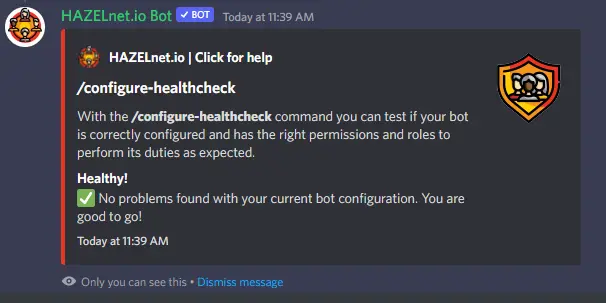 HAZELnet.io Bot ✓ BOT Today at 11:39 AM
HAZELnet.io | Click for help
/configure-healthcheck
With the /configure-healthcheck command you can test if your bot
is correctly configured and has the right permissions and roles to
perform its duties as expected.
Healthy!
✅ No problems found with your current bot configuration. You are
good to go!
Today at 11:39 AM
Only you can see this • Dismiss message